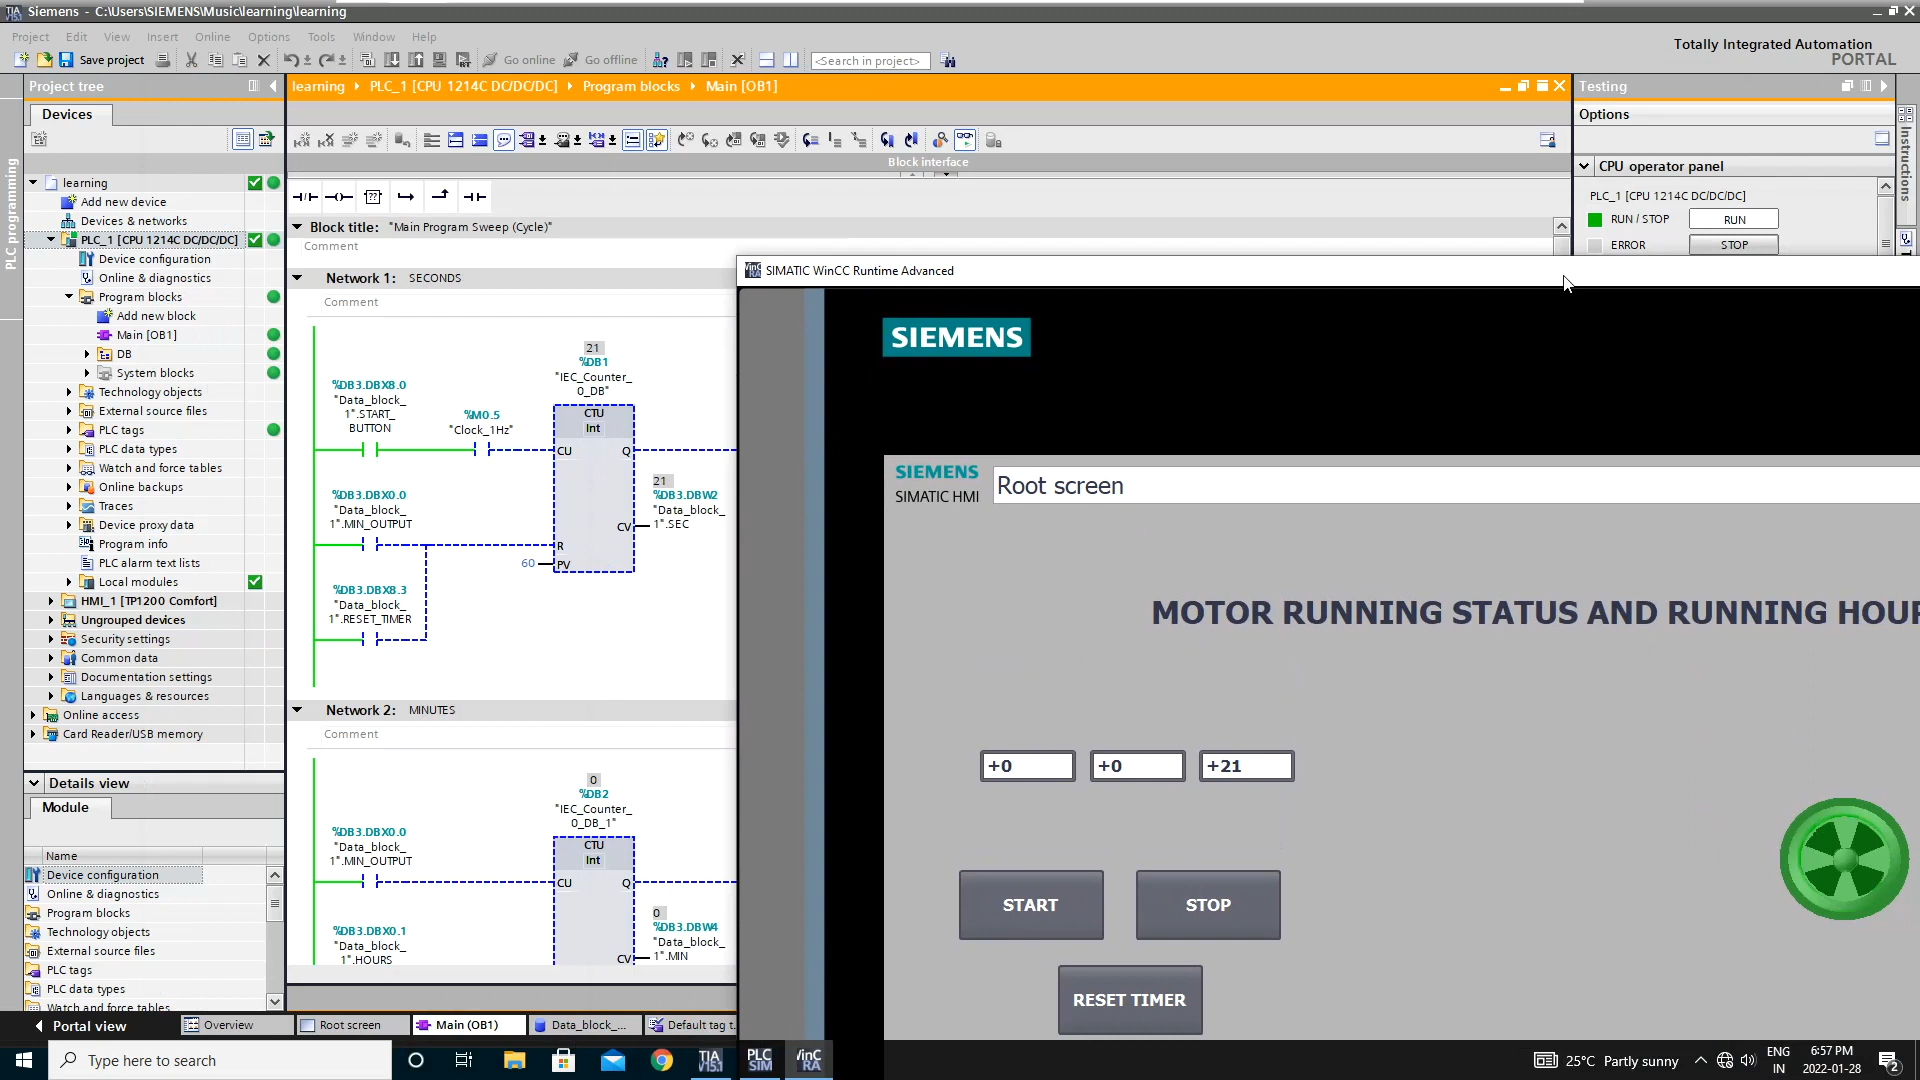 Siemens - C:\Users\SIEMENS\Music\learning\learning
Project Edit View Insert Online Options Tools Window Help
Totally Integrated Automation
PORTAL
Save project
Go online
Go offline
<Search in project>
Project tree
learning
PLC_1 [CPU 1214C DC/DC/DC]
Program blocks
Main [OB1]
Testing
Devices
Options
PLC programming
Instructions
Block interface
CPU operator panel
PLC_1 [CPU 1214C DC/DC/DC]
RUN / STOP
RUN
ERROR
STOP
learning
Add new device
Devices & networks
PLC_1 [CPU 1214C DC/DC/DC]
Device configuration
Online & diagnostics
Program blocks
Add new block
Main [OB1]
DB
System blocks
Technology objects
External source files
PLC tags
PLC data types
Watch and force tables
Online backups
Traces
Device proxy data
Program info
PLC alarm text lists
Local modules
HMI_1 [TP1200 Comfort]
Ungrouped devices
Security settings
Common data
Documentation settings
Languages & resources
Online access
Card Reader/USB memory
Details view
Module
Name
Device configuration
Online & diagnostics
Program blocks
Technology objects
External source files
PLC tags
PLC data types
Watch and force tables
??
Block title: "Main Program Sweep (Cycle)"
Comment
Network 1: SECONDS
Comment
21
%DB1
"IEC_Counter_
0_DB"
CTU
Int
%DB3.DBX8.0
"Data_block_
1".START_
BUTTON
%M0.5
"Clock_1Hz"
CU
Q
21
%DB3.DBW2
"Data_block_
1".SEC
CV
%DB3.DBX0.0
"Data_block_
1".MIN_OUTPUT
R
60
PV
%DB3.DBX8.3
"Data_block_
1".RESET_TIMER
Network 2: MINUTES
Comment
0
%DB2
"IEC_Counter_
0_DB_1"
CTU
Int
%DB3.DBX0.0
"Data_block_
1".MIN_OUTPUT
CU
Q
0
%DB3.DBW4
"Data_block_
1".MIN
CV
%DB3.DBX0.1
"Data_block_
1".HOURS
SIMATIC WinCC Runtime Advanced
SIEMENS
SIEMENS
SIMATIC HMI
Root screen
MOTOR RUNNING STATUS AND RUNNING HOUR
+0
+0
+21
START
STOP
RESET TIMER
Portal view
Overview
Root screen
Main (OB1)
Data_block_...
Default tag t.
Type here to search
TIA
V15.1
PLC
SIM
WinC
RA
25°C Partly sunny
ENG
IN
6:57 PM
2022-01-28
2